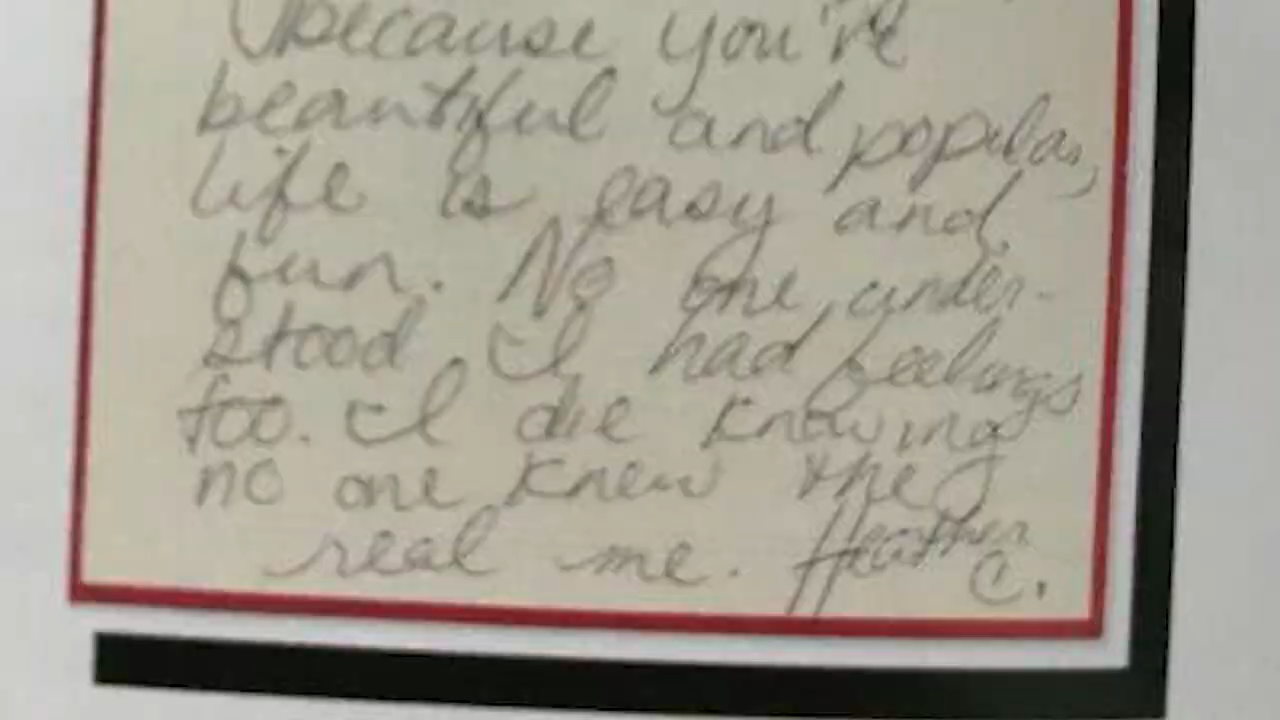 because you're
beautiful and popular,
life is easy and
fun. No one under-
stood I had feelings
too. I die knowing
no one knew the
real me. Heather
C.